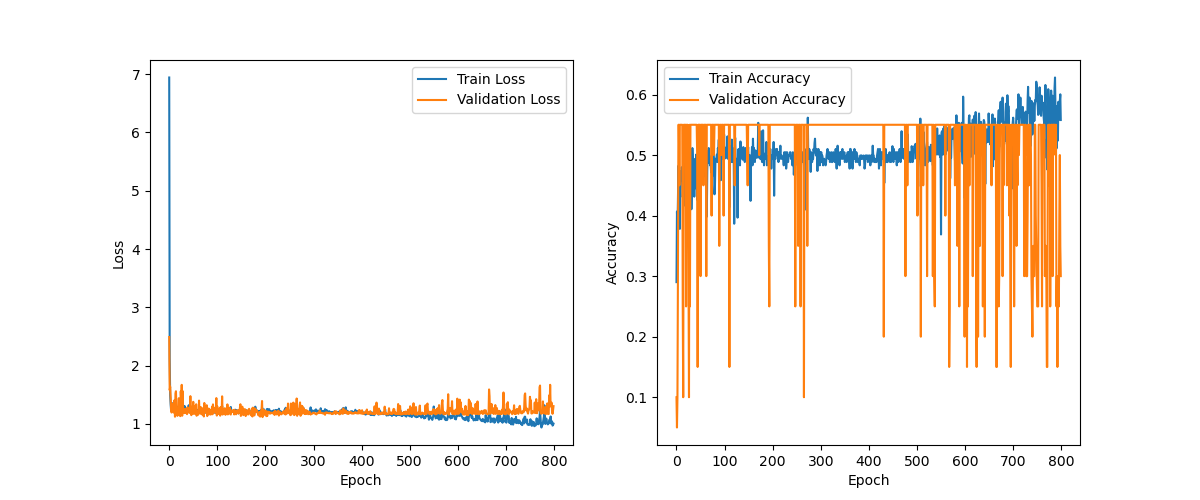 7
6
5
4
3
2
1
Loss
0 100 200 300 400 500 600 700 800
Epoch
Train Loss
Validation Loss
0.6
0.5
0.4
0.3
0.2
0.1
Accuracy
0 100 200 300 400 500 600 700 800
Epoch
Train Accuracy
Validation Accuracy